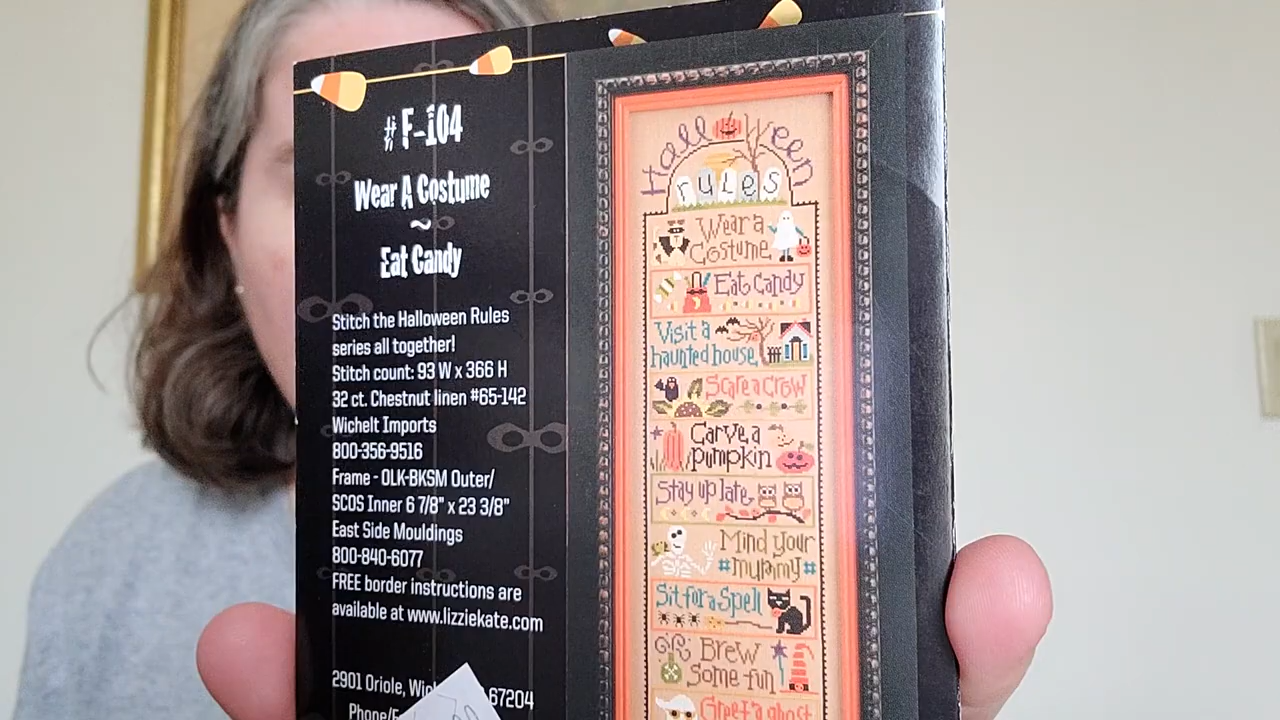 # F-104
Wear A Costume
~
Eat Candy
Stitch the Halloween Rules
series all together!
Stitch count: 93 W x 366 H
32 ct. Chestnut linen #65-142
Wichelt Imports
800-356-9516
Frame - OLK-BKSM Outer/
SCOS Inner 6 7/8" x 23 3/8"
East Side Mouldings
800-840-6077
FREE border instructions are
available at www.lizziekate.com
2901 Oriole, 67204
Halloween
rules
Wear a
Costume
Eat Candy
Visit a
haunted house
Scare a Crow
Carve a
pumpkin
Stay up late
Mind your
mummy
Sit for a Spell
Brew
some fun
Greet a ghost